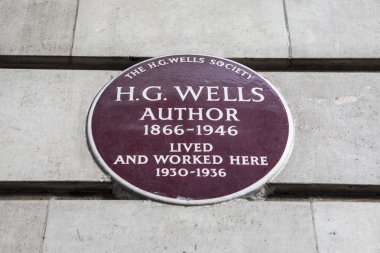 THE H.G. WELLS SOCIETY
H.G. WELLS
AUTHOR
1866-1946
LIVED
AND WORKED HERE
1930-1936